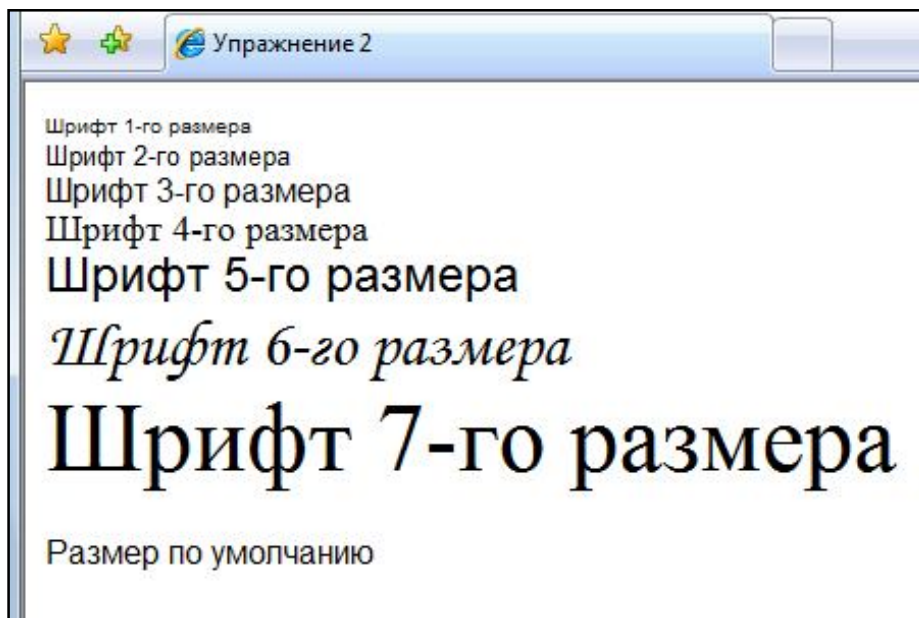 Упражнение 2
Шрифт 1-го размера
Шрифт 2-го размера
Шрифт 3-го размера
Шрифт 4-го размера
Шрифт 5-го размера
Шрифт 6-го размера
Шрифт 7-го размера
Размер по умолчанию